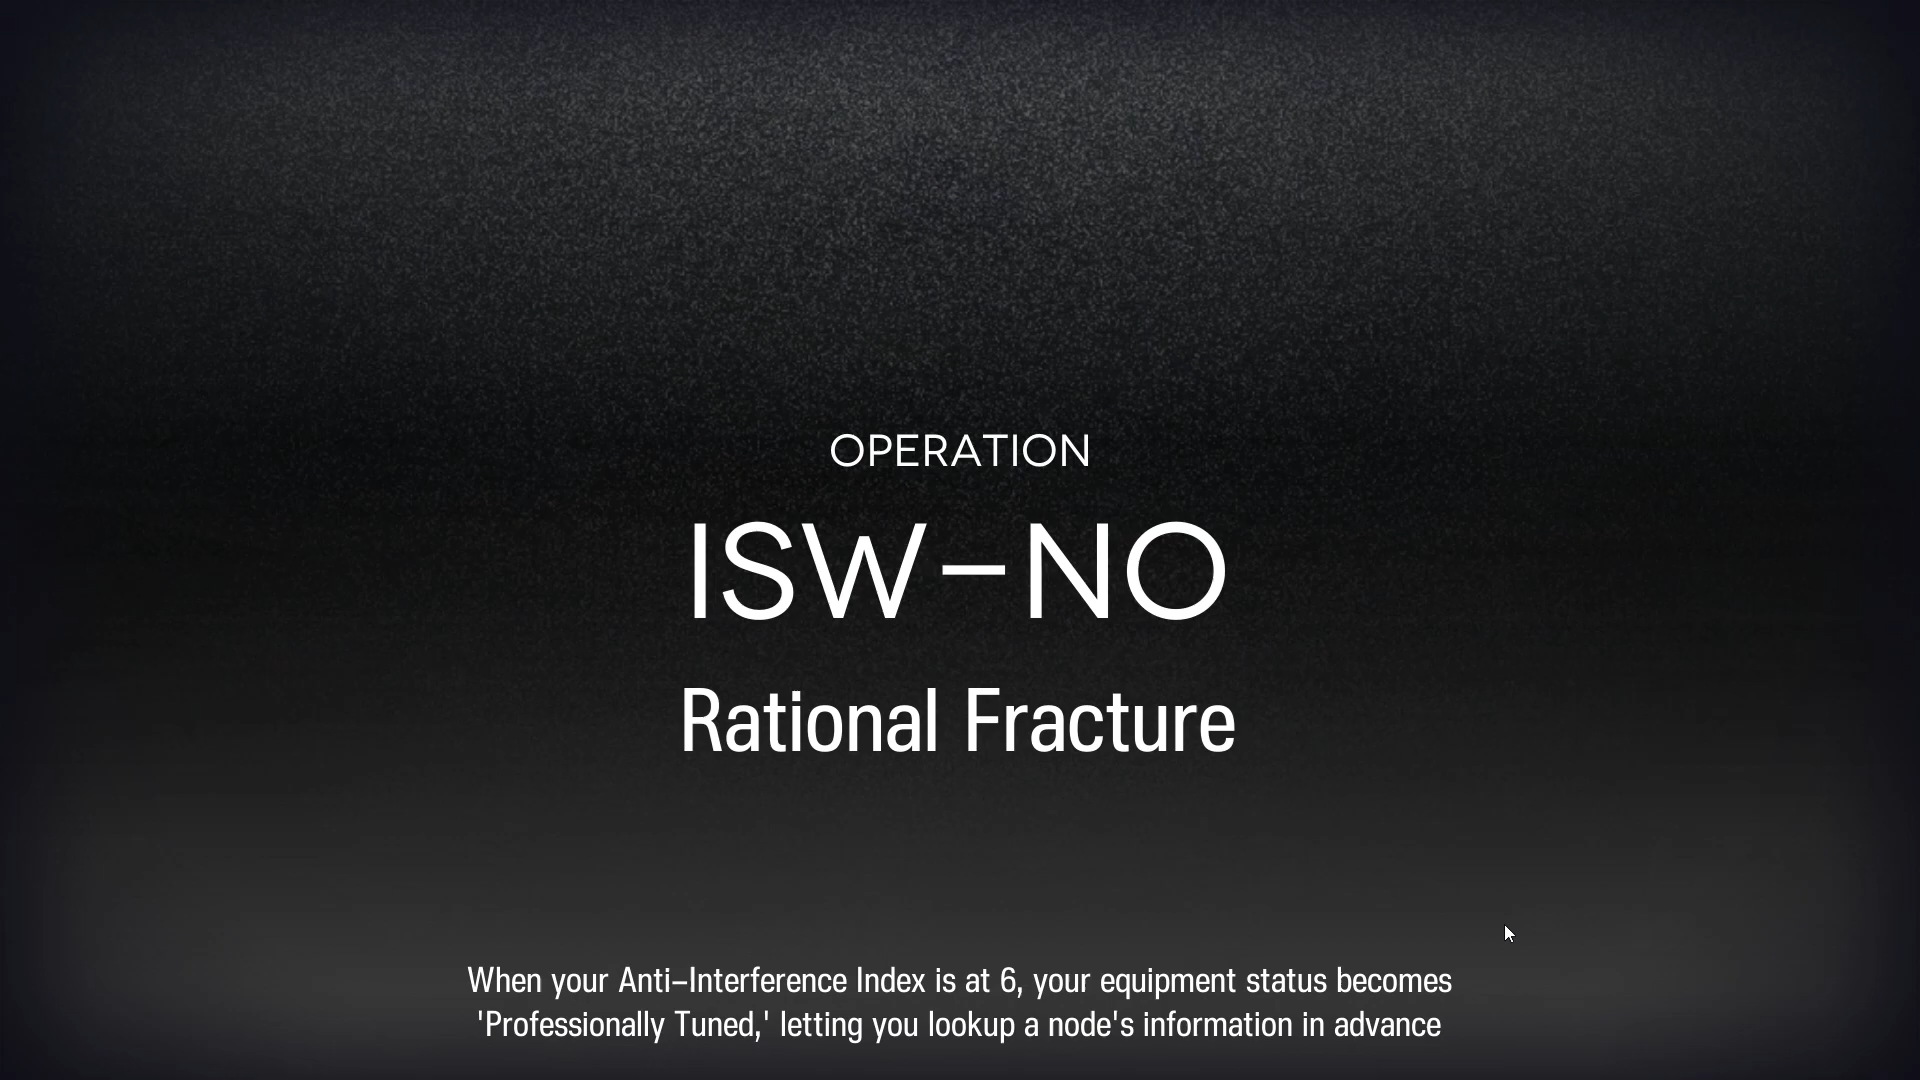 OPERATION
ISW-NO
Rational Fracture
When your Anti-Interference Index is at 6, your equipment status becomes
'Professionally Tuned,' letting you lookup a node's information in advance